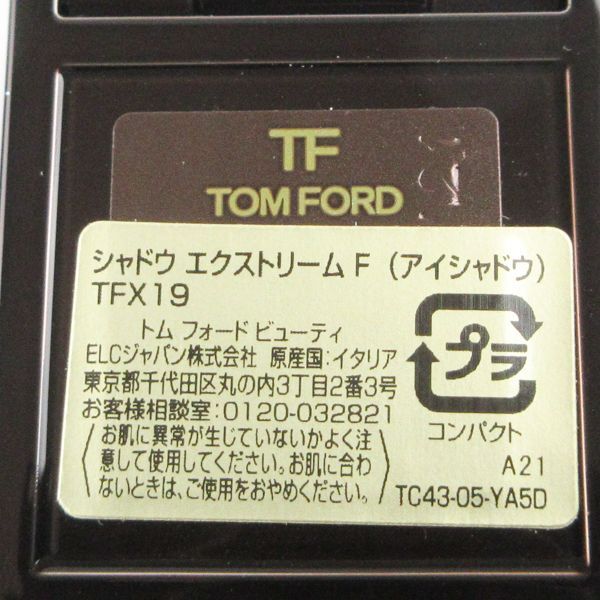 TF
TOM FORD
シャドウ エクストリーム F (アイシャドウ)
TFX19
トム フォード ビューティ
ELCジャパン株式会社 原産国:イタリア
東京都千代田区丸の内3丁目2番3号
お客様相談室:0120-032821
お肌に異常が生じていないかよく注
意して使用してください。お肌に合わ
ないときは、ご使用をおやめください。
プラ
コンパクト
A21
TC43-05-YA5D